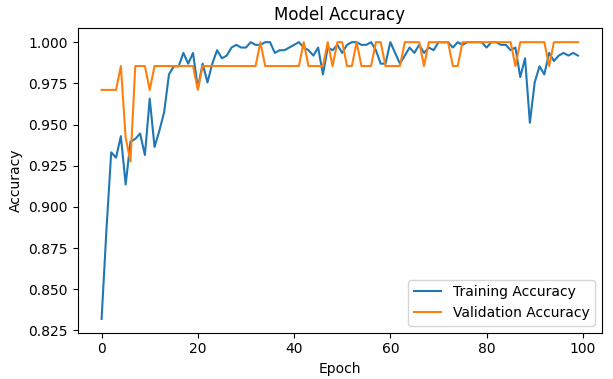 Model Accuracy
1.000
0.975
0.950
0.925
0.900
0.875
0.850
0.825
Accuracy
0
20
40
60
80
100
Epoch
Training Accuracy
Validation Accuracy